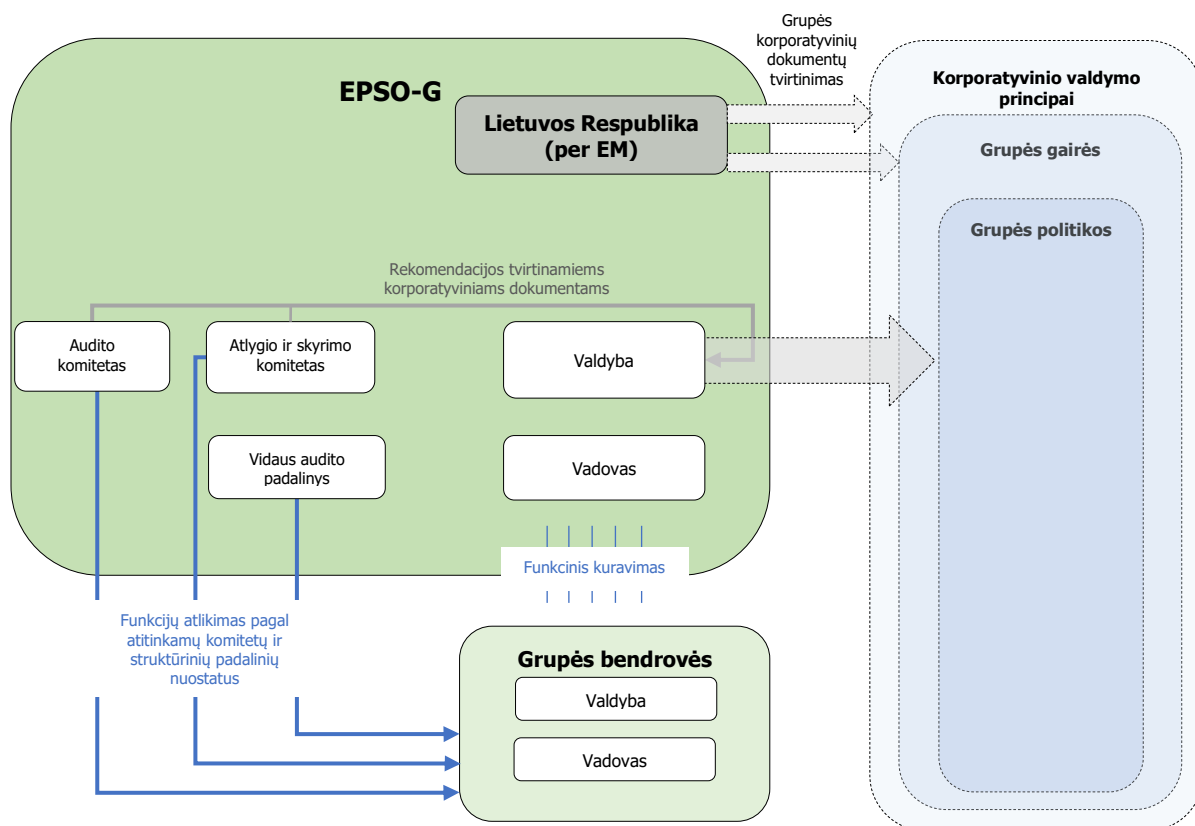 Grupės
korporatyvinių
dokumentų
tvirtinimas
EPSO-G
Lietuvos Respublika
(per EM)
Korporatyvinio valdymo
principai
Grupės gairės
Grupės politikos
Rekomendacijos tvirtinamiems
korporatyviniams dokumentams
Audito
komitetas
Atlygio ir skyrimo
komitetas
Valdyba
Vidaus audito
padalinys
Vadovas
Funkcinis kuravimas
Funkcijų atlikimas pagal
atitinkamų komitetų ir
struktūrinių padalinių
nuostatus
Grupės bendrovės
Valdyba
Vadovas